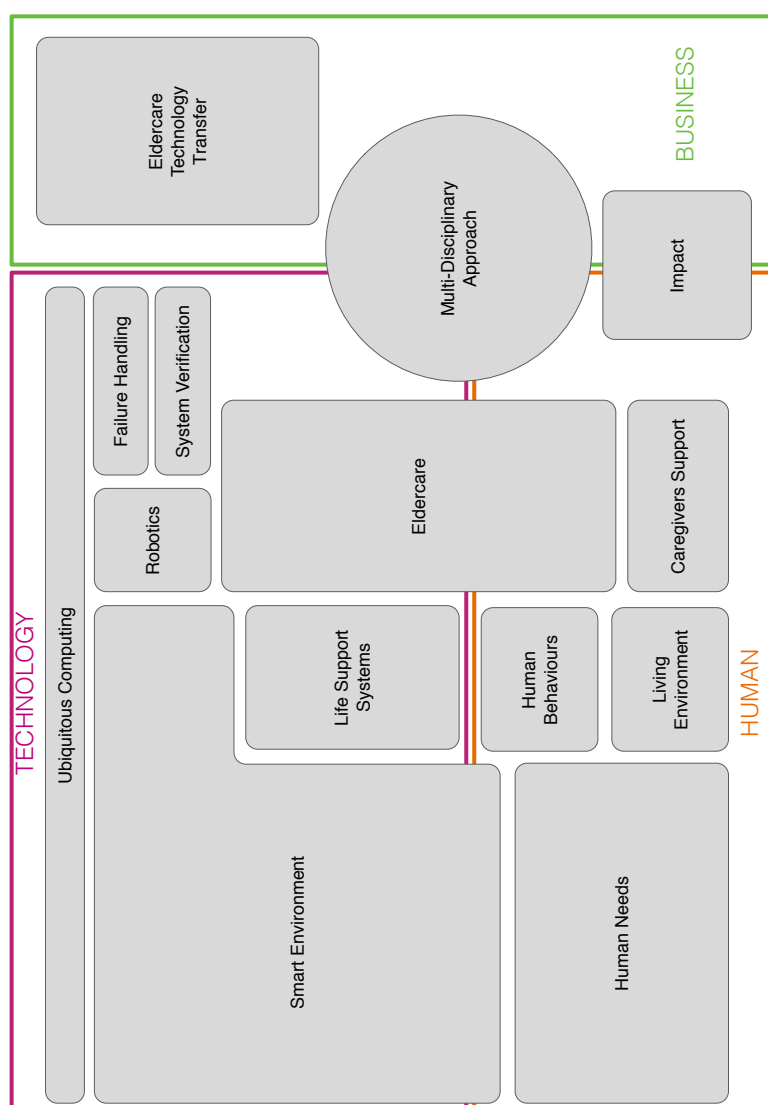 TECHNOLOGY
Ubiquitous Computing
Smart Environment
Life Support
Systems
Robotics
Failure Handling
System Verification
Eldercare
Human
Behaviours
Living
Environment
Human Needs
Caregivers Support
HUMAN
Multi-Disciplinary
Approach
Eldercare
Technology
Transfer
Impact
BUSINESS